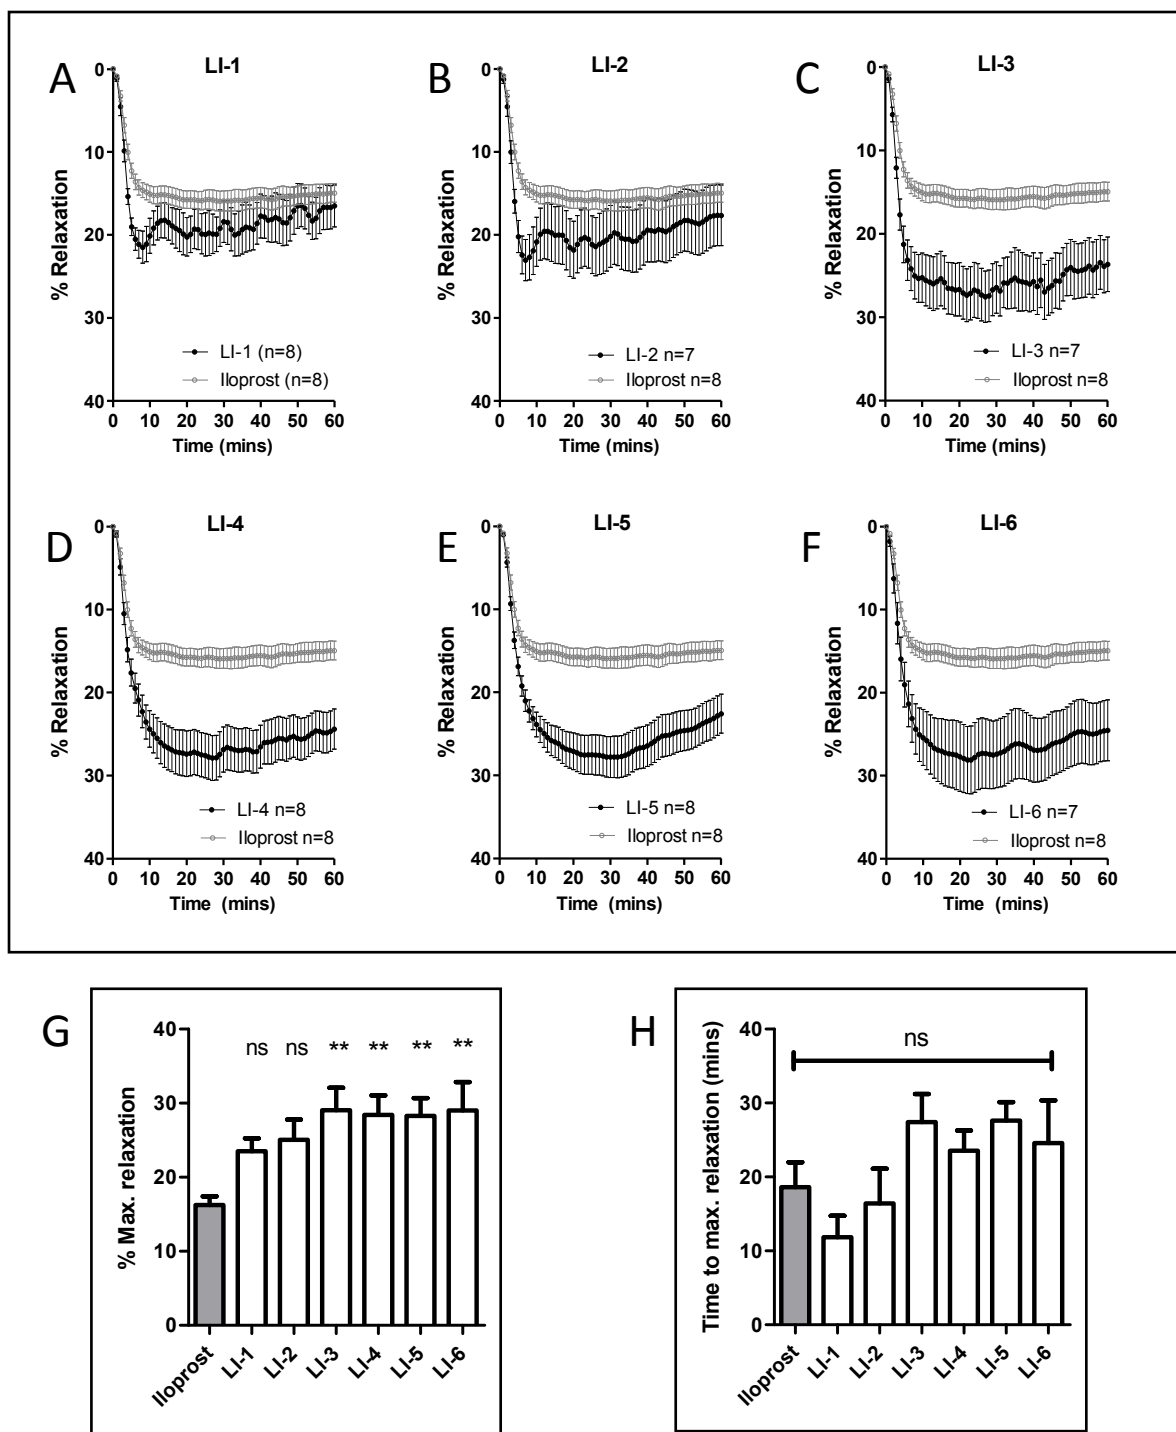 A
LI-1
0
10
20
30
40
% Relaxation
LI-1 (n=8)
Iloprost (n=8)
0 10 20 30 40 50 60
Time (mins)
B
LI-2
0
10
20
30
40
% Relaxation
LI-2 n=7
Iloprost n=8
0 10 20 30 40 50 60
Time (mins)
C
LI-3
0
10
20
30
40
% Relaxation
LI-3 n=7
Iloprost n=8
0 10 20 30 40 50 60
Time (mins)
D
LI-4
0
10
20
30
40
% Relaxation
LI-4 n=8
Iloprost n=8
0 10 20 30 40 50 60
Time (mins)
E
LI-5
0
10
20
30
40
% Relaxation
LI-5 n=8
Iloprost n=8
0 10 20 30 40 50 60
Time (mins)
F
LI-6
0
10
20
30
40
% Relaxation
LI-6 n=7
Iloprost n=8
0 10 20 30 40 50 60
Time (mins)
G
40
30
20
10
0
% Max. relaxation
ns ns ** ** ** **
Iloprost LI-1 LI-2 LI-3 LI-4 LI-5 LI-6
H
40
30
20
10
0
Time to max. relaxation (mins)
ns
Iloprost LI-1 LI-2 LI-3 LI-4 LI-5 LI-6